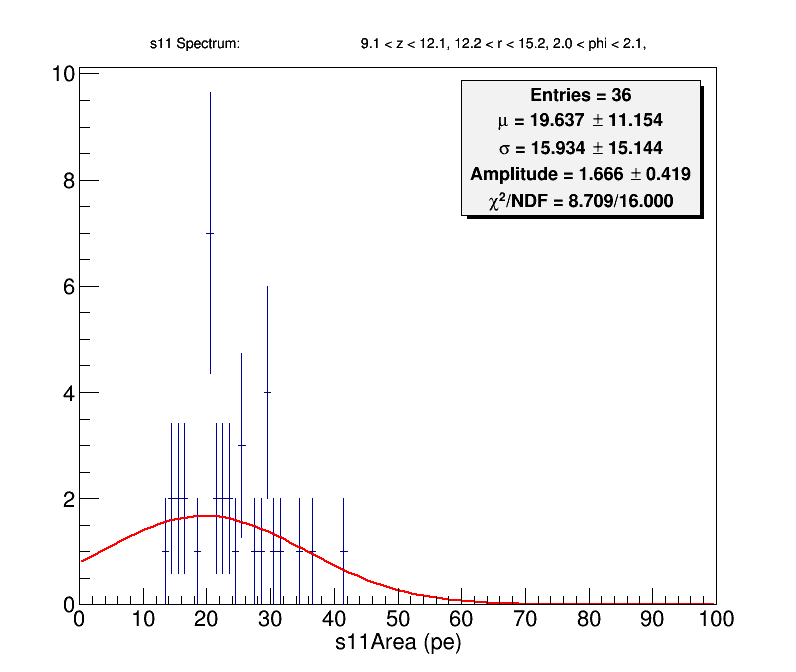 s11 Spectrum: 9.1 < z < 12.1, 12.2 < r < 15.2, 2.0 < phi < 2.1,
Entries = 36
μ = 19.637 ± 11.154
σ = 15.934 ± 15.144
Amplitude = 1.666 ± 0.419
χ²/NDF = 8.709/16.000
10
8
6
4
2
0
0 10 20 30 40 50 60 70 80 90 100
s11Area (pe)